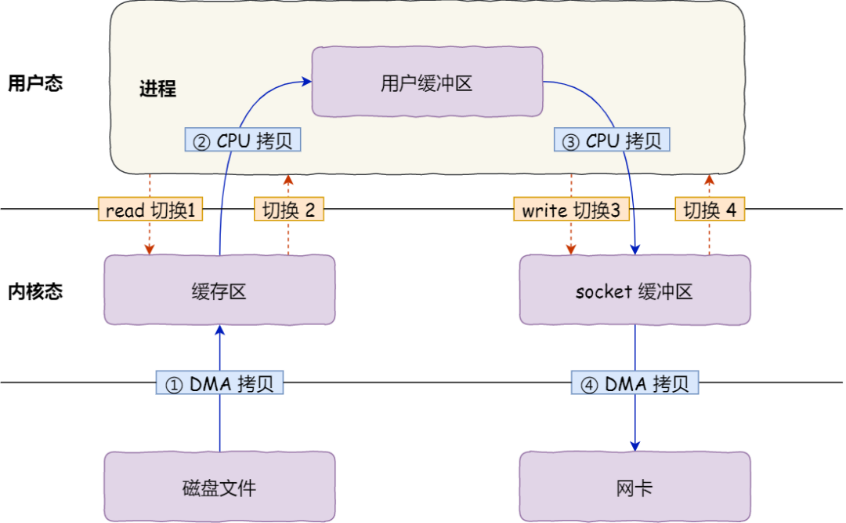 用户态
进程
用户缓冲区
② CPU 拷贝
③ CPU 拷贝
read 切换1
切换 2
write 切换3
切换 4
内核态
缓存区
socket 缓冲区
① DMA 拷贝
④ DMA 拷贝
磁盘文件
网卡